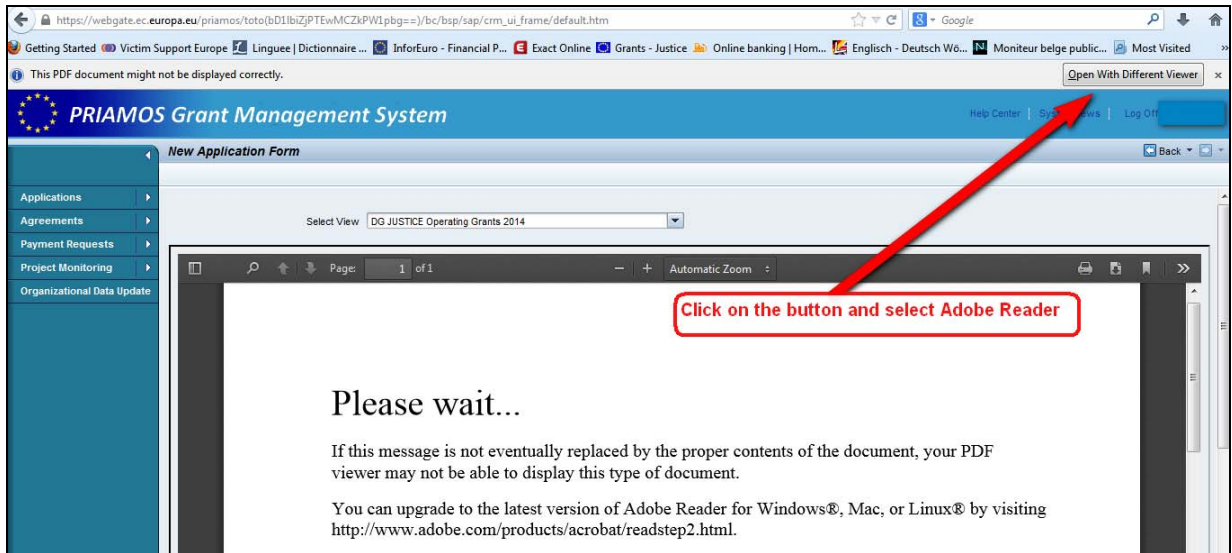 https://webgate.ec.europa.eu/priamos/toto(bD1lbiZjPTEwMCZkPW1pbg==)/bc/bsp/sap/crm_ui_frame/default.htm Google
Getting Started Victim Support Europe Linguee | Dictionnaire ... InforEuro - Financial P... Exact Online Grants - Justice Online banking | Hom... Englisch - Deutsch Wö... Moniteur belge public... Most Visited »
This PDF document might not be displayed correctly. Open With Different Viewer x
PRIAMOS Grant Management System Help Center | | Log Off
New Application Form Back
Applications
Select View DG JUSTICE Operating Grants 2014
Agreements
Payment Requests
Project Monitoring
Page: 1 of 1 − + Automatic Zoom »
Organizational Data Update
Click on the button and select Adobe Reader
Please wait...
If this message is not eventually replaced by the proper contents of the document, your PDF
viewer may not be able to display this type of document.
You can upgrade to the latest version of Adobe Reader for Windows®, Mac, or Linux® by visiting
http://www.adobe.com/products/acrobat/readstep2.html.